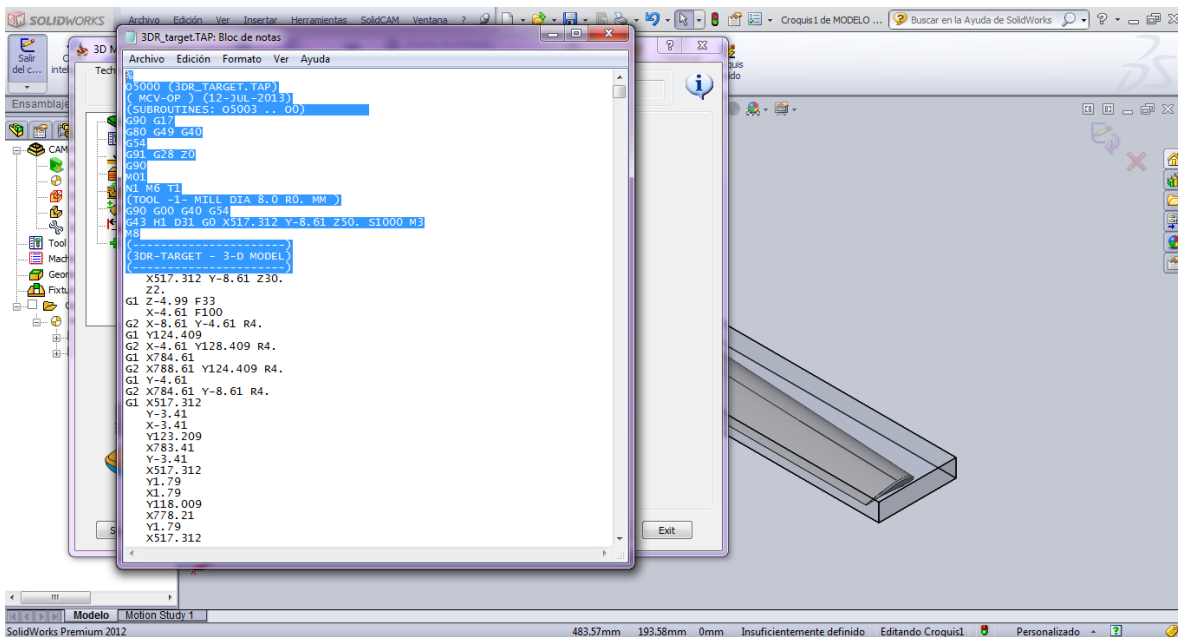 SOLIDWORKS
Archivo Edición Ver Insertar Herramientas SolidCAM Ventana ?
Croquis1 de MODELO ...
Buscar en la Ayuda de SolidWorks
Salir
del c...
intel
3D M
Tech
Ensamblaje
CAM
Tool
Mach
Geon
Fixtu
3DR_target.TAP: Bloc de notas
Archivo Edición Formato Ver Ayuda
%
O5000 (3DR_TARGET.TAP)
( MCV-OP ) (12-JUL-2013)
(SUBROUTINES: O5003 .. O0)
G90 G17
G80 G49 G40
G54
G91 G28 Z0
G90
M01
N1 M6 T1
(TOOL -1- MILL DIA 8.0 R0. MM )
G90 G00 G40 G54
G43 H1 D31 G0 X517.312 Y-8.61 Z50. S1000 M3
M8
(----------------------)
(3DR-TARGET - 3-D MODEL)
(----------------------)
X517.312 Y-8.61 Z30.
Z2.
G1 Z-4.99 F33
X-4.61 F100
G2 X-8.61 Y-4.61 R4.
G1 Y124.409
G2 X-4.61 Y128.409 R4.
G1 X784.61
G2 X788.61 Y124.409 R4.
G1 Y-4.61
G2 X784.61 Y-8.61 R4.
G1 X517.312
Y-3.41
X-3.41
Y123.209
X783.41
Y-3.41
X517.312
Y1.79
X1.79
Y118.009
X778.21
Y1.79
X517.312
Exit
Modelo Motion Study 1
SolidWorks Premium 2012
483.57mm 193.58mm 0mm Insuficientemente definido Editando Croquis1 Personalizado